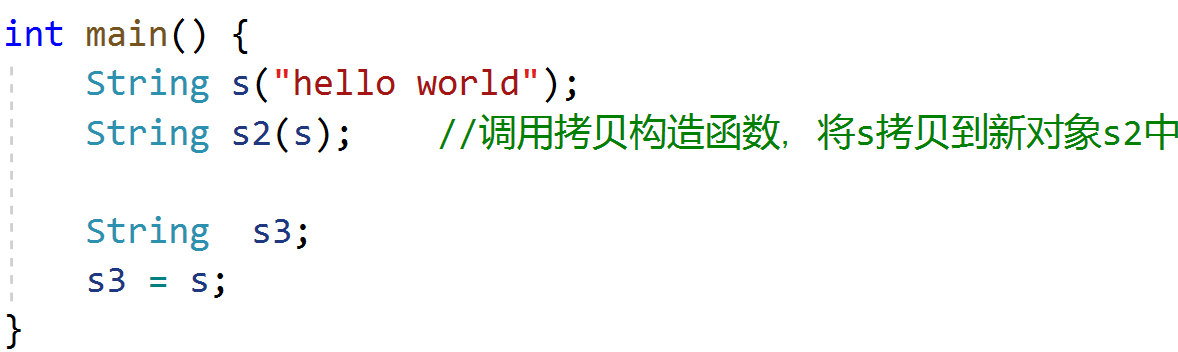 int main() {
    String s("hello world");
    String s2(s);    //调用拷贝构造函数，将s拷贝到新对象s2中
    String  s3;
    s3 = s;
}